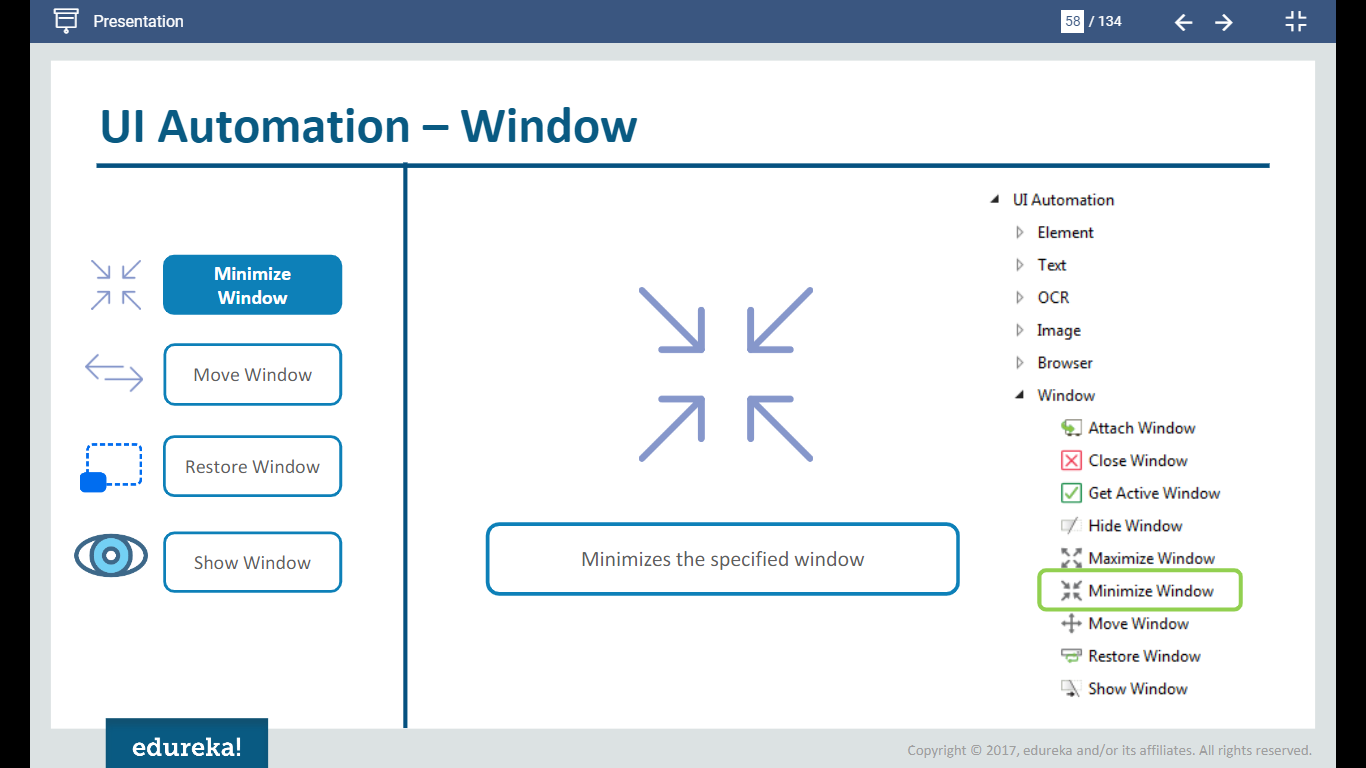 Presentation
58 / 134
UI Automation – Window
Minimize
Window
Move Window
Restore Window
Show Window
Minimizes the specified window
UI Automation
Element
Text
OCR
Image
Browser
Window
Attach Window
Close Window
Get Active Window
Hide Window
Maximize Window
Minimize Window
Move Window
Restore Window
Show Window
edureka!
Copyright © 2017, edureka and/or its affiliates. All rights reserved.